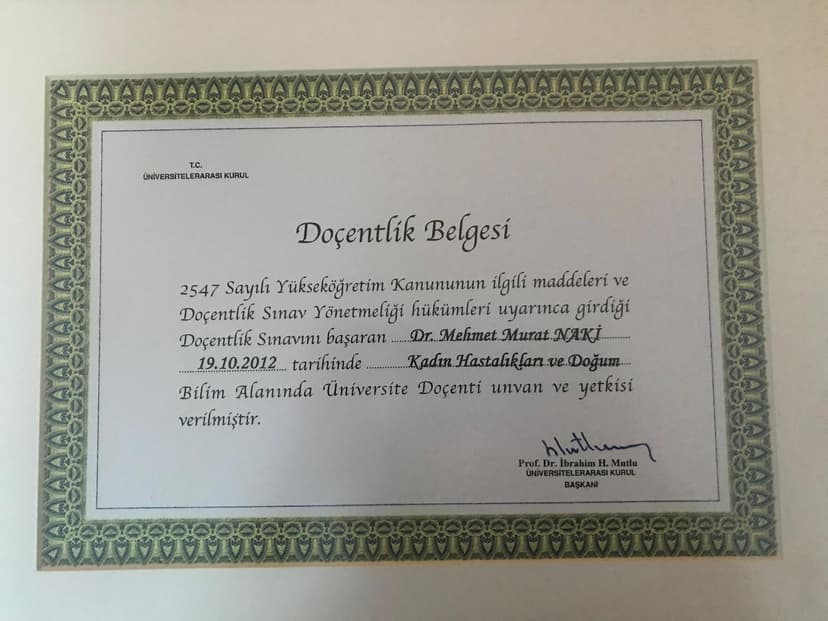 T.C.
ÜNİVERSİTELERARASI KURUL
Doçentlik Belgesi
2547 Sayılı Yükseköğretim Kanununun ilgili maddeleri ve
Doçentlik Sınav Yönetmeliği hükümleri uyarınca girdiği
Doçentlik Sınavını başaran Dr. Mehmet Murat NAKİ
19.10.2012 tarihinde Kadın Hastalıkları ve Doğum
Bilim Alanında Üniversite Doçenti unvan ve yetkisi
verilmiştir.
Prof. Dr. İbrahim H. Mutlu
ÜNİVERSİTELERARASI KURUL
BAŞKANI